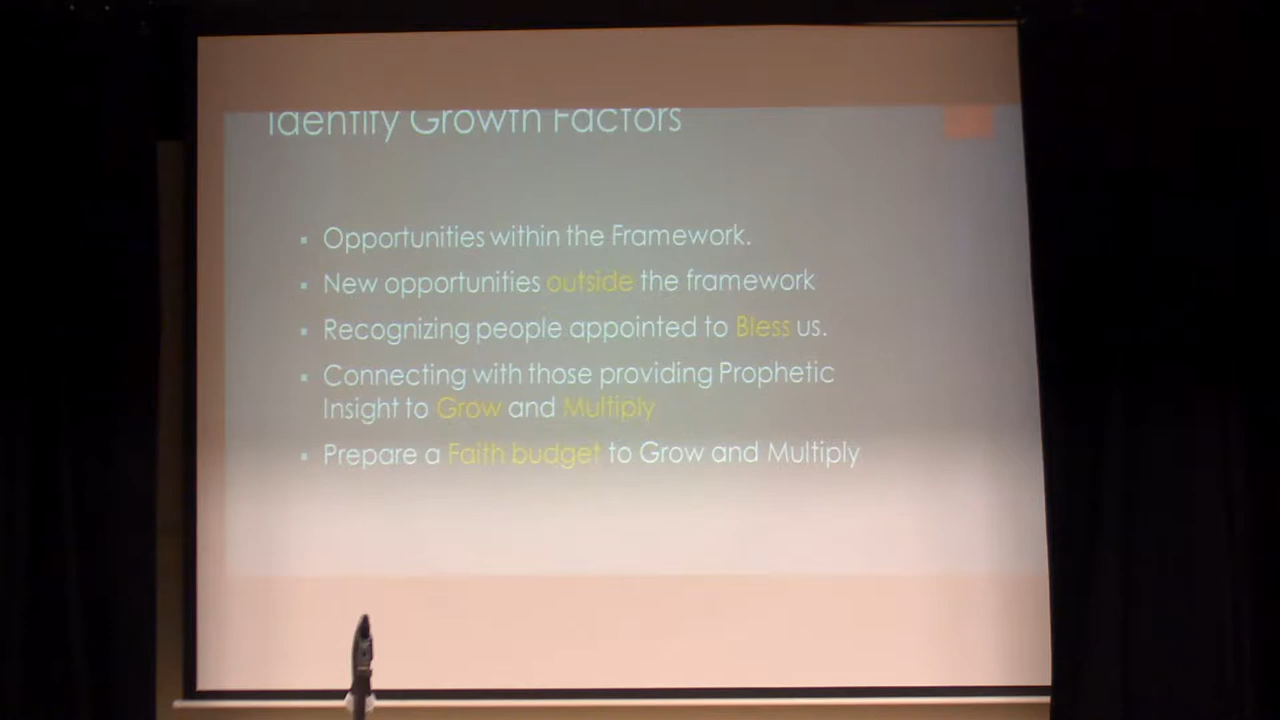 Identify Growth Factors
Opportunities within the Framework.
New opportunities outside the framework
Recognizing people appointed to Bless us.
Connecting with those providing Prophetic
Insight to Grow and Multiply
Prepare a Faith budget to Grow and Multiply